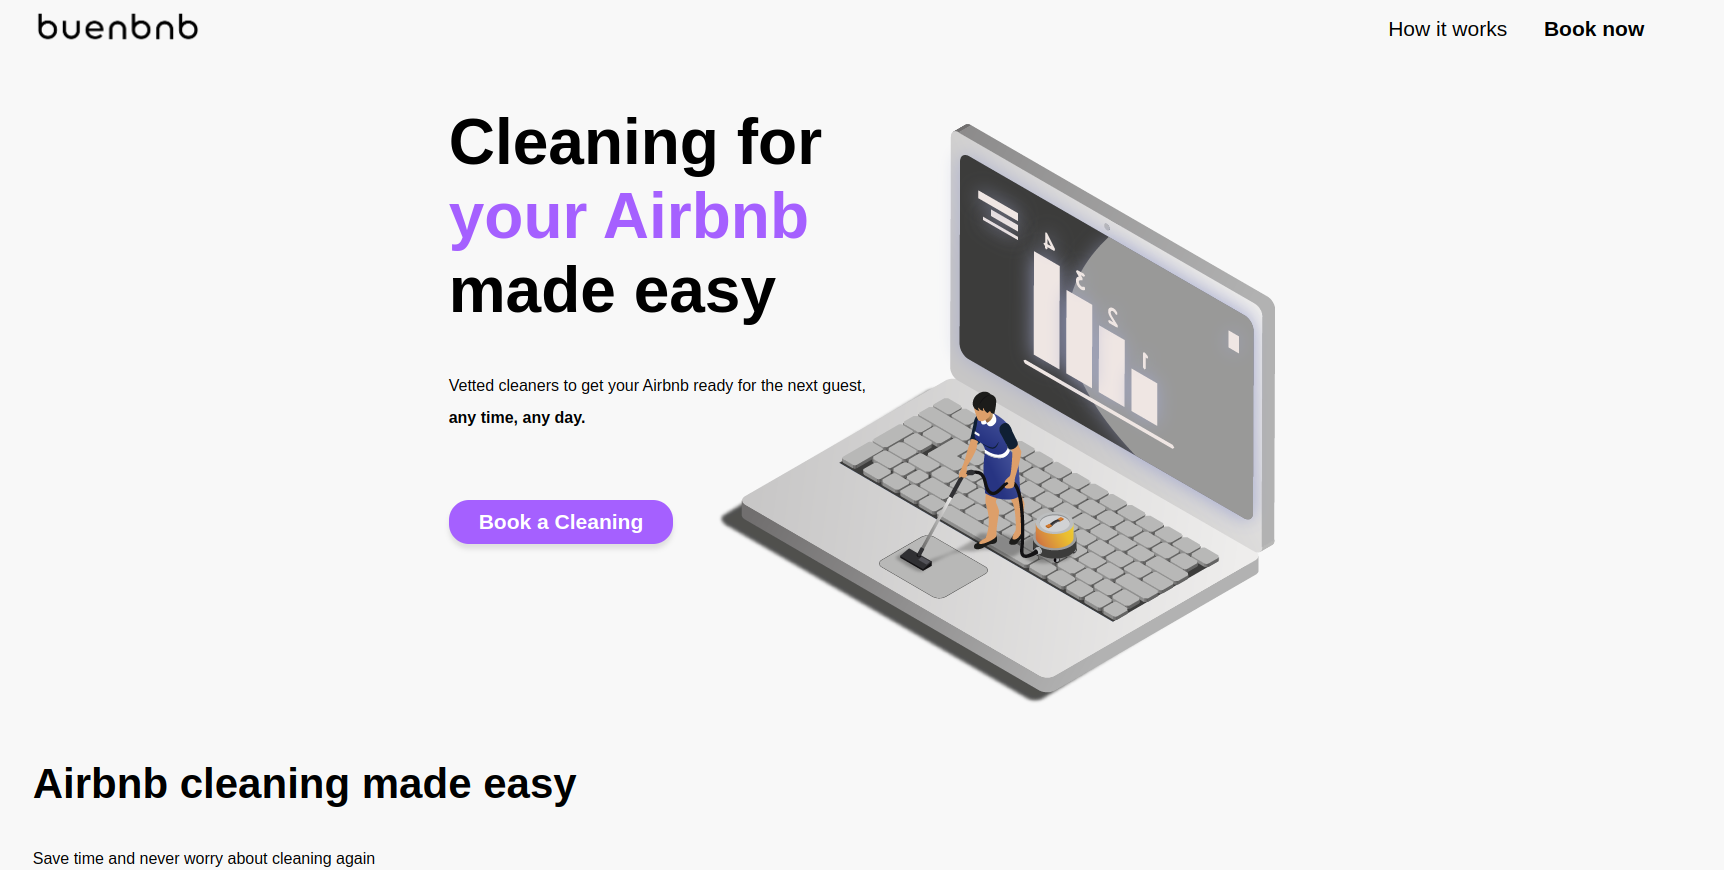 buenbnb
How it works
Book now
Cleaning for
your Airbnb
made easy
Vetted cleaners to get your Airbnb ready for the next guest,
any time, any day.
Book a Cleaning
4
3
2
1
Airbnb cleaning made easy
Save time and never worry about cleaning again